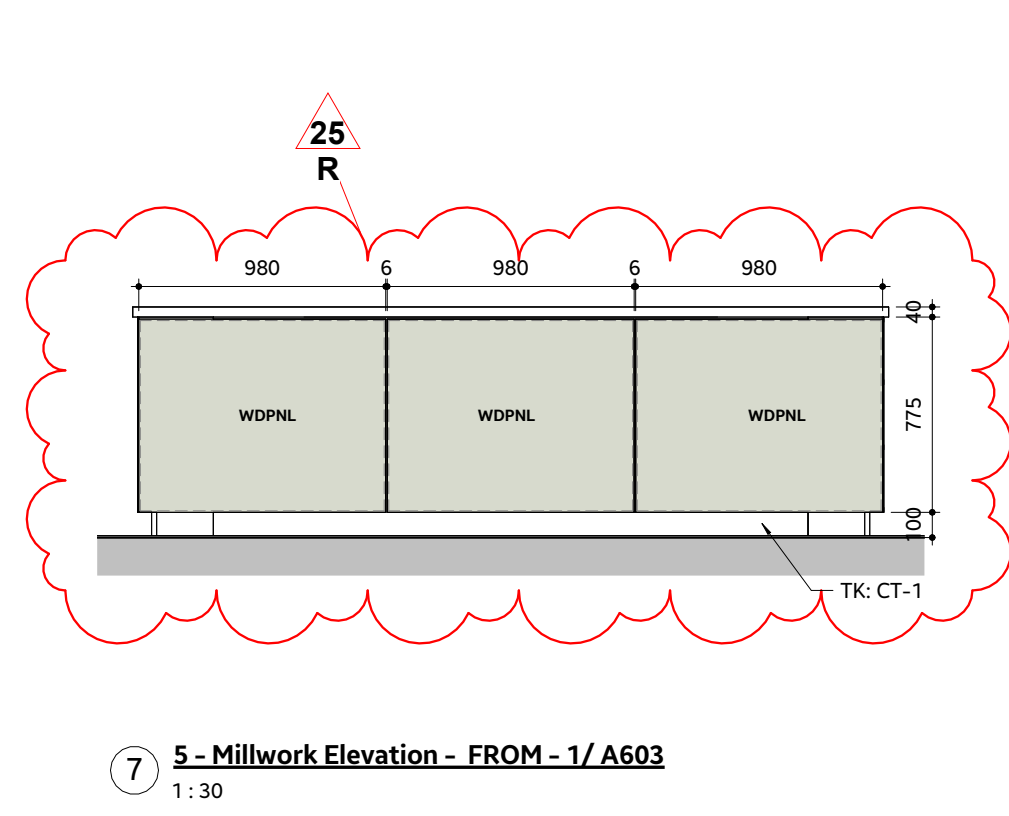 25
R
980 6 980 6 980
40
WDPNL WDPNL WDPNL
775
100
TK: CT-1
7 5 - Millwork Elevation - FROM - 1/ A603
1 : 30